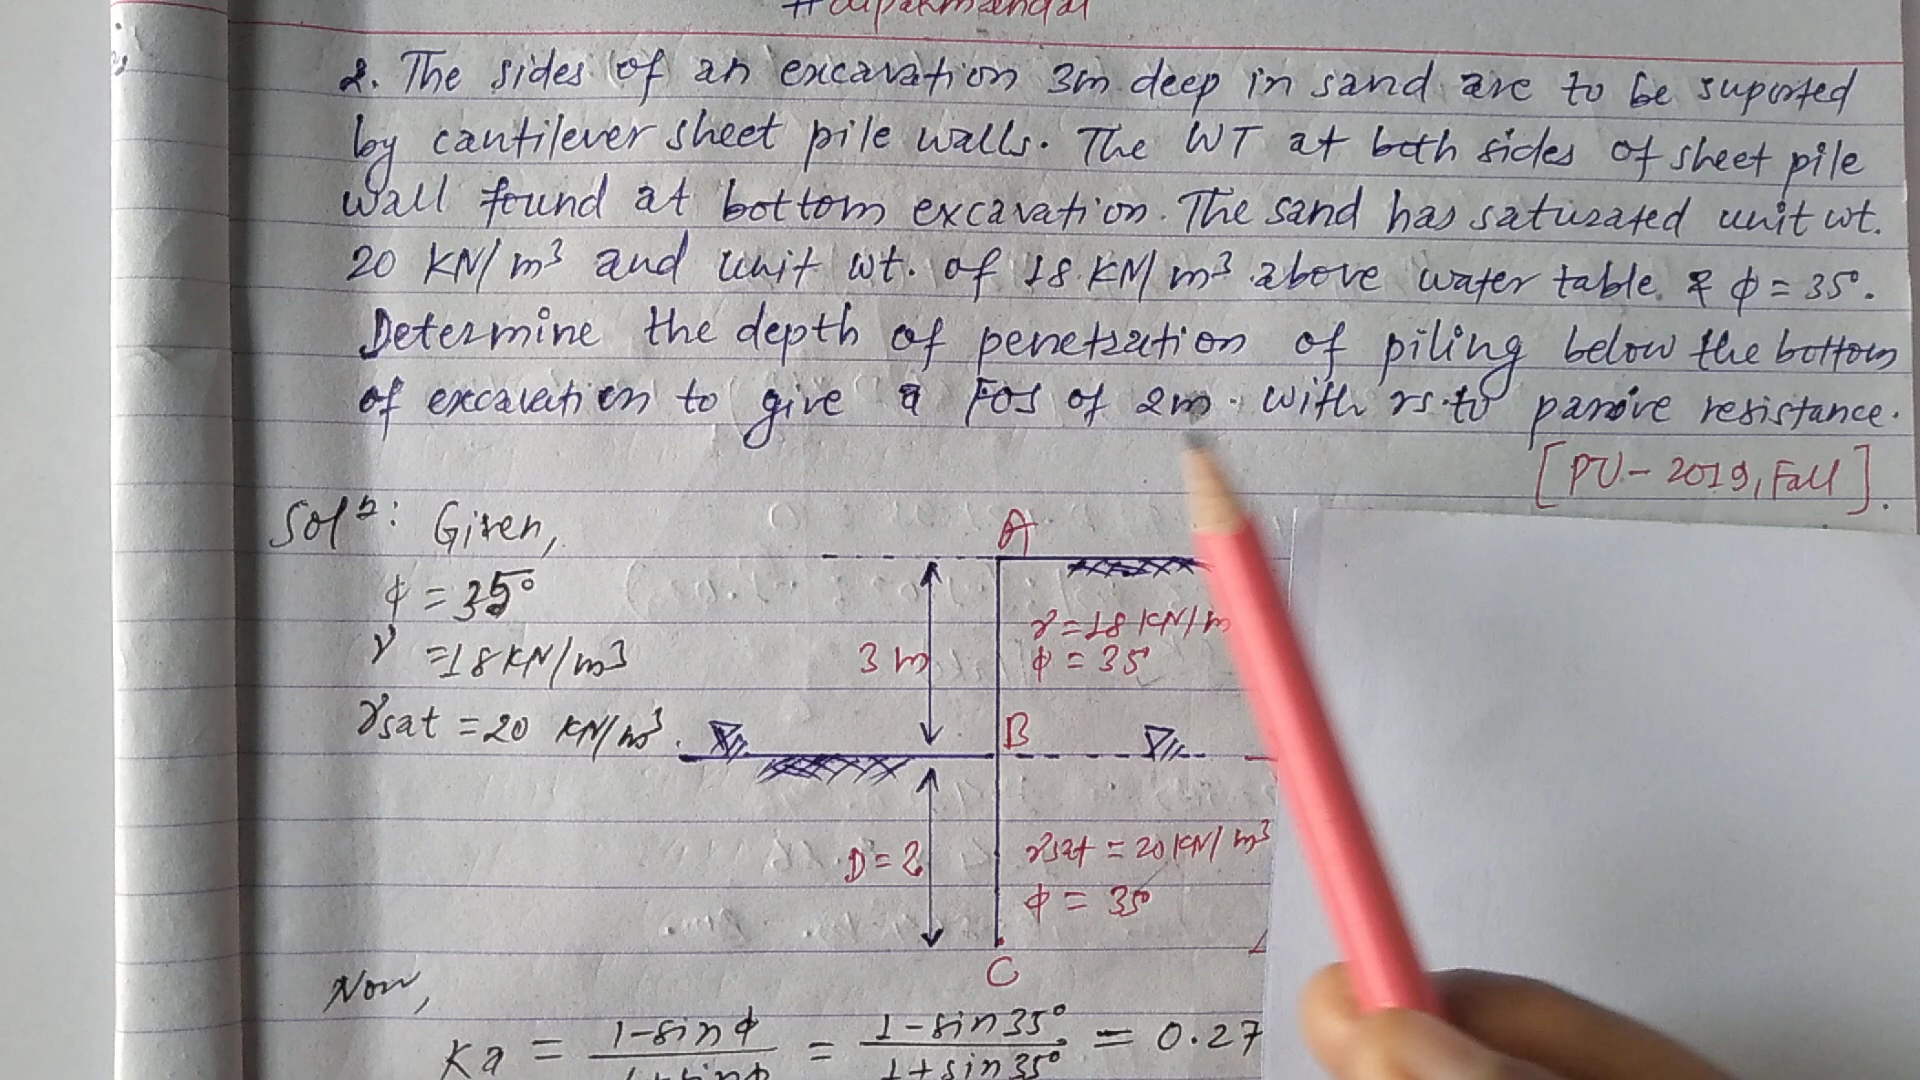 #dipakmandal
2. The sides of an excavation 3m deep in sand are to be suported
by cantilever sheet pile walls. The WT at both sides of sheet pile
wall found at bottom excavation. The sand has saturated unit wt.
20 KN/m³ and unit wt. of 18 KN/m³ above water table & φ = 35°.
Determine the depth of penetration of piling below the bottom
of excavation to give a FOS of 2m. with rs. to passive resistance.
[PU - 2019, Fall].
Solⁿ: Given,
φ = 35°
γ = 18 KN/m³
γsat = 20 KN/m³.
A
3 m
γ = 18 KN/m
φ = 35°
B
D = ?
γsat = 20 KN/m³
φ = 35°
C
Now,
Ka = 1-sinφ / 1+sinφ = 1-sin35° / 1+sin35° = 0.27